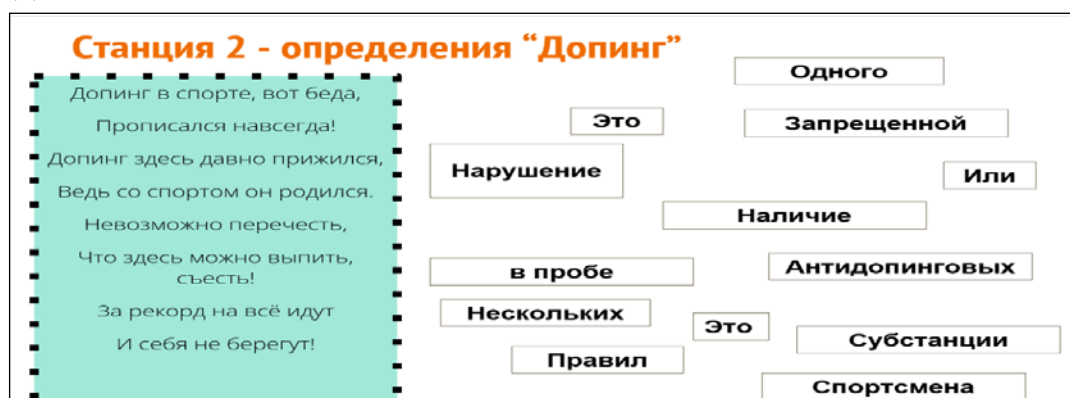 Станция 2 - определения “Допинг”
Допинг в спорте, вот беда,
Прописался навсегда!
Допинг здесь давно прижился,
Ведь со спортом он родился.
Невозможно перечесть,
Что здесь можно выпить,
съесть!
За рекорд на всё идут
И себя не берегут!
Одного
Это
Запрещенной
Нарушение
Или
Наличие
в пробе
Антидопинговых
Нескольких
Это
Субстанции
Правил
Спортсмена